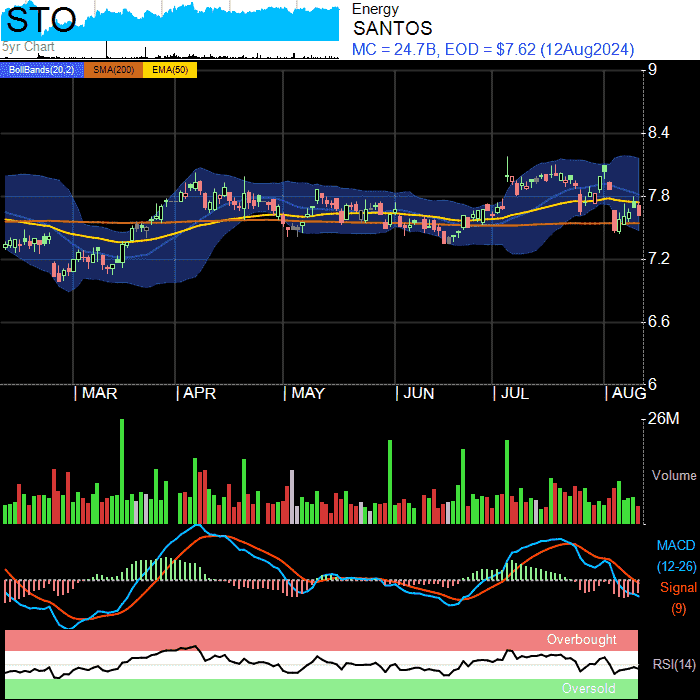 STO
5yr Chart
Energy
SANTOS
MC = 24.7B, EOD = $7.62 (12Aug2024)
BollBands(20,2) SMA(200) EMA(50)
9
8.4
7.8
7.2
6.6
6
| MAR | APR | MAY | JUN | JUL | AUG
26M
Volume
MACD
(12-26)
Signal
(9)
Overbought
RSI(14)
Oversold